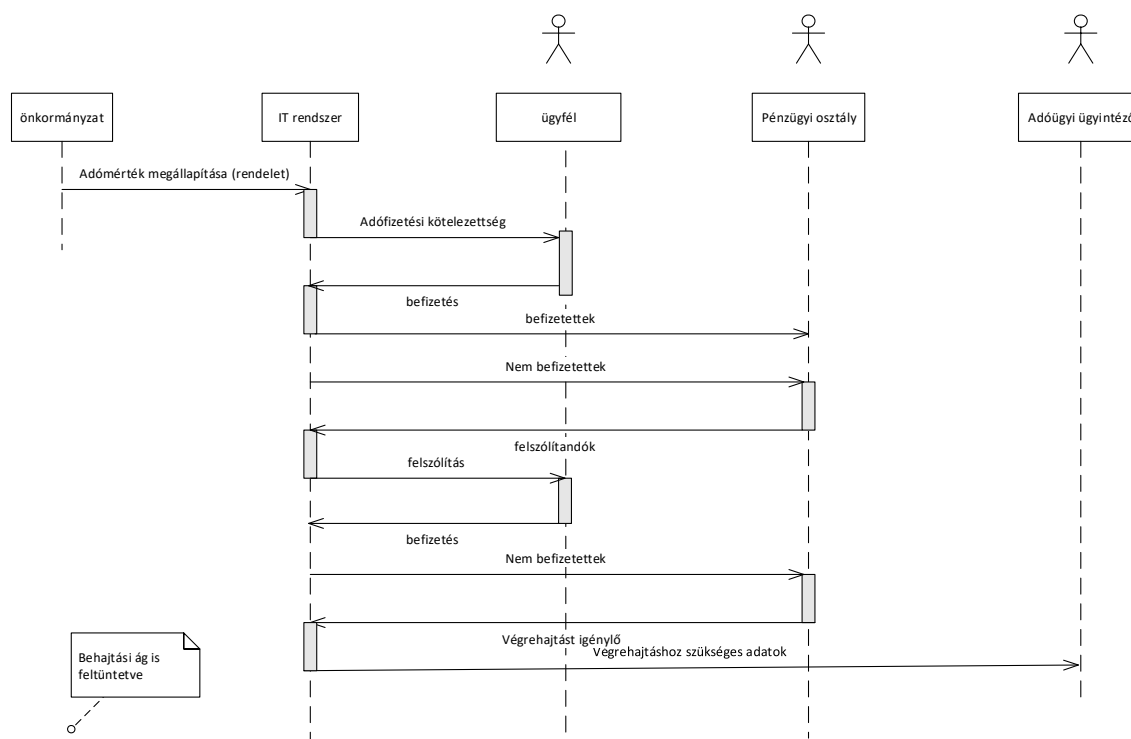 önkormányzat
IT rendszer
ügyfél
Pénzügyi osztály
Adóügyi ügyintéző
Adómérték megállapítása (rendelet)
Adófizetési kötelezettség
befizetés
befizetettek
Nem befizetettek
felszólítandók
felszólítás
befizetés
Nem befizetettek
Végrehajtást igénylő
Végrehajtáshoz szükséges adatok
Behajtási ág is
feltüntetve